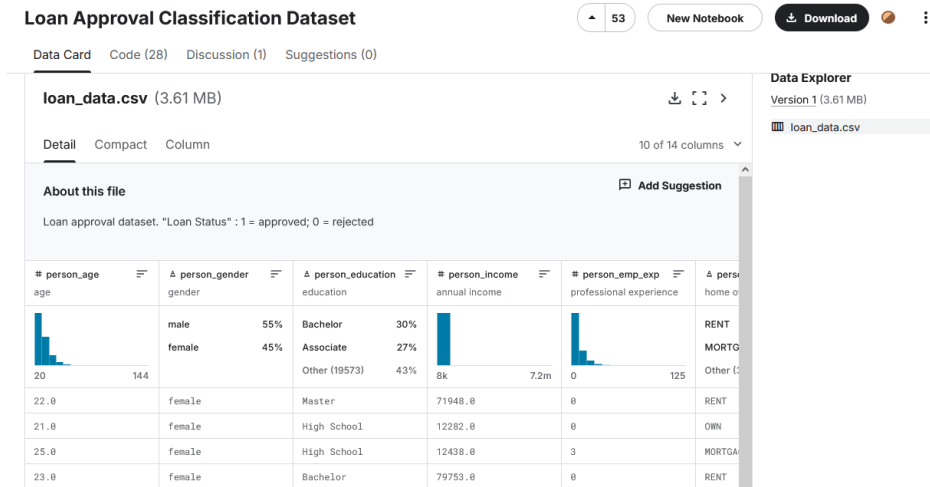 Loan Approval Classification Dataset
53
New Notebook
Download
Data Card Code (28) Discussion (1) Suggestions (0)
loan_data.csv (3.61 MB)
Detail Compact Column
10 of 14 columns
About this file
Add Suggestion
Loan approval dataset. "Loan Status" : 1 = approved; 0 = rejected
# person_age
age
20 144
person_gender
gender
male 55%
female 45%
person_education
education
Bachelor 30%
Associate 27%
Other (19573) 43%
# person_income
annual income
8k 7.2m
# person_emp_exp
professional experience
0 125
RENT
22.0 female Master 71948.0 0 RENT
21.0 female High School 12282.0 0 OWN
25.0 female High School 12438.0 3
23.0 female Bachelor 79753.0 0 RENT
Data Explorer
Version 1 (3.61 MB)
loan_data.csv